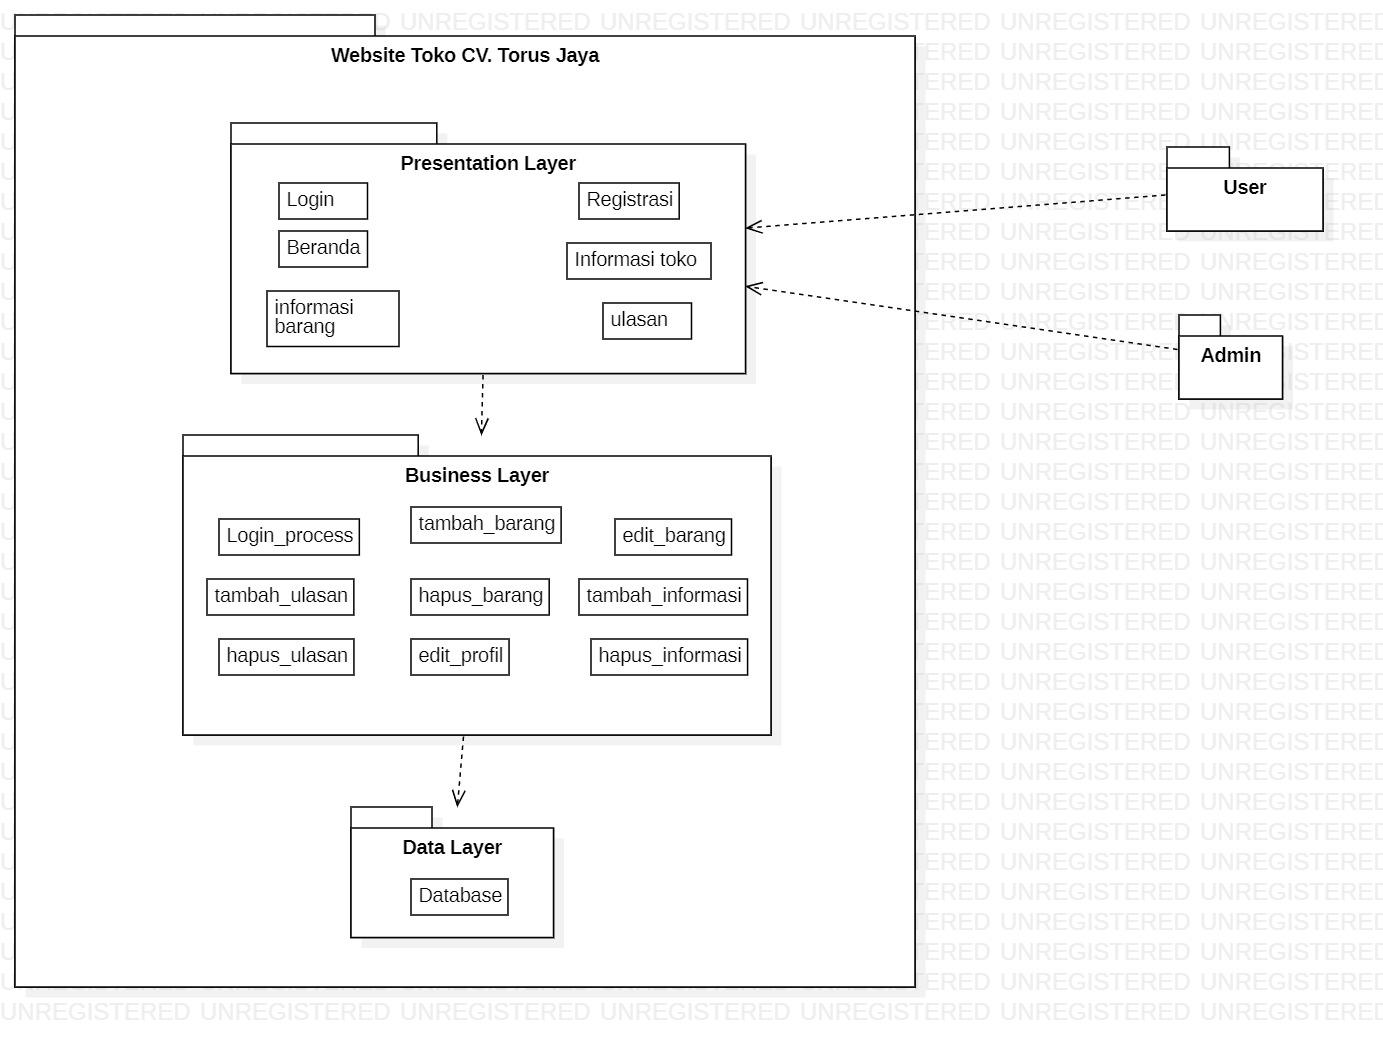 Website Toko CV. Torus Jaya
Presentation Layer
Login
Registrasi
Beranda
Informasi toko
informasi
barang
ulasan
User
Admin
Business Layer
Login_process
tambah_barang
edit_barang
tambah_ulasan
hapus_barang
tambah_informasi
hapus_ulasan
edit_profil
hapus_informasi
Data Layer
Database
UNREGISTERED UNREGISTERED UNREGISTERED UNREGISTERED UNREGISTERED UNREGISTERED UNREGISTERED